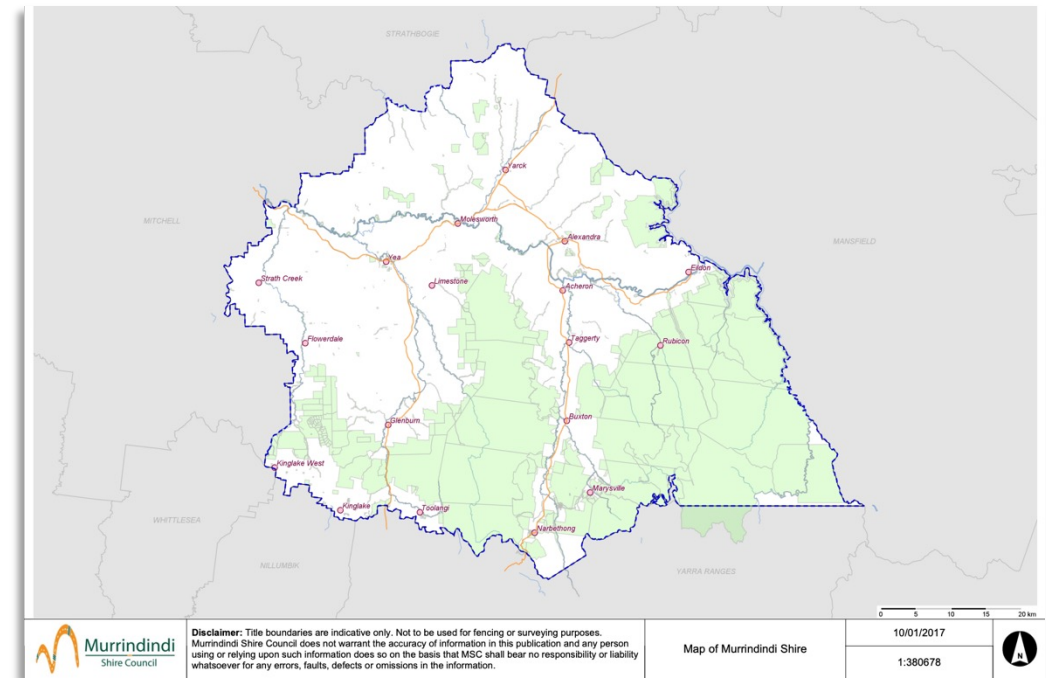 STRATHBOGIE
Yarck
MITCHELL
Molesworth
Alexandra
MANSFIELD
Yea
Eildon
Strath Creek
Limestone
Acheron
Flowerdale
Taggerty
Rubicon
Glenburn
Buxton
Kinglake West
Marysville
Kinglake
Toolangi
WHITTLESEA
Narbethong
NILLUMBIK
YARRA RANGES
0 5 10 15 20 km
Murrindindi
Shire Council
Disclaimer: Title boundaries are indicative only. Not to be used for fencing or surveying purposes.
Murrindindi Shire Council does not warrant the accuracy of information in this publication and any person
using or relying upon such information does so on the basis that MSC shall bear no responsibility or liability
whatsoever for any errors, faults, defects or omissions in the information.
Map of Murrindindi Shire
10/01/2017
1:380678
N